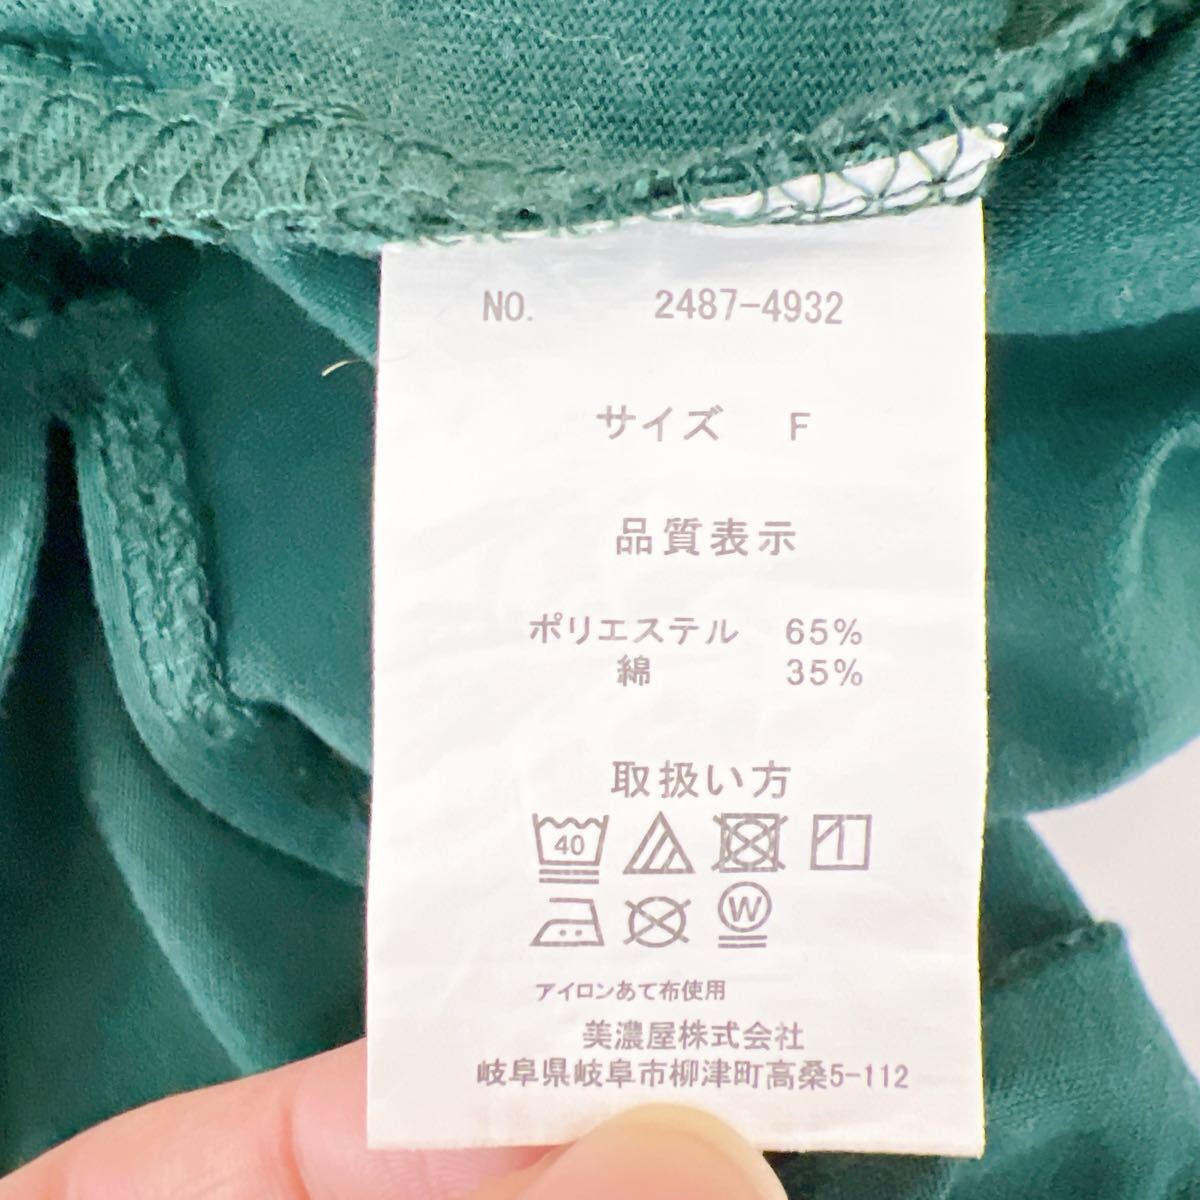 NO. 2487-4932
サイズ F
品質表示
ポリエステル 65%
綿 35%
取扱い方
40
W
アイロンあて布使用
美濃屋株式会社
岐阜県岐阜市柳津町高桑5-112